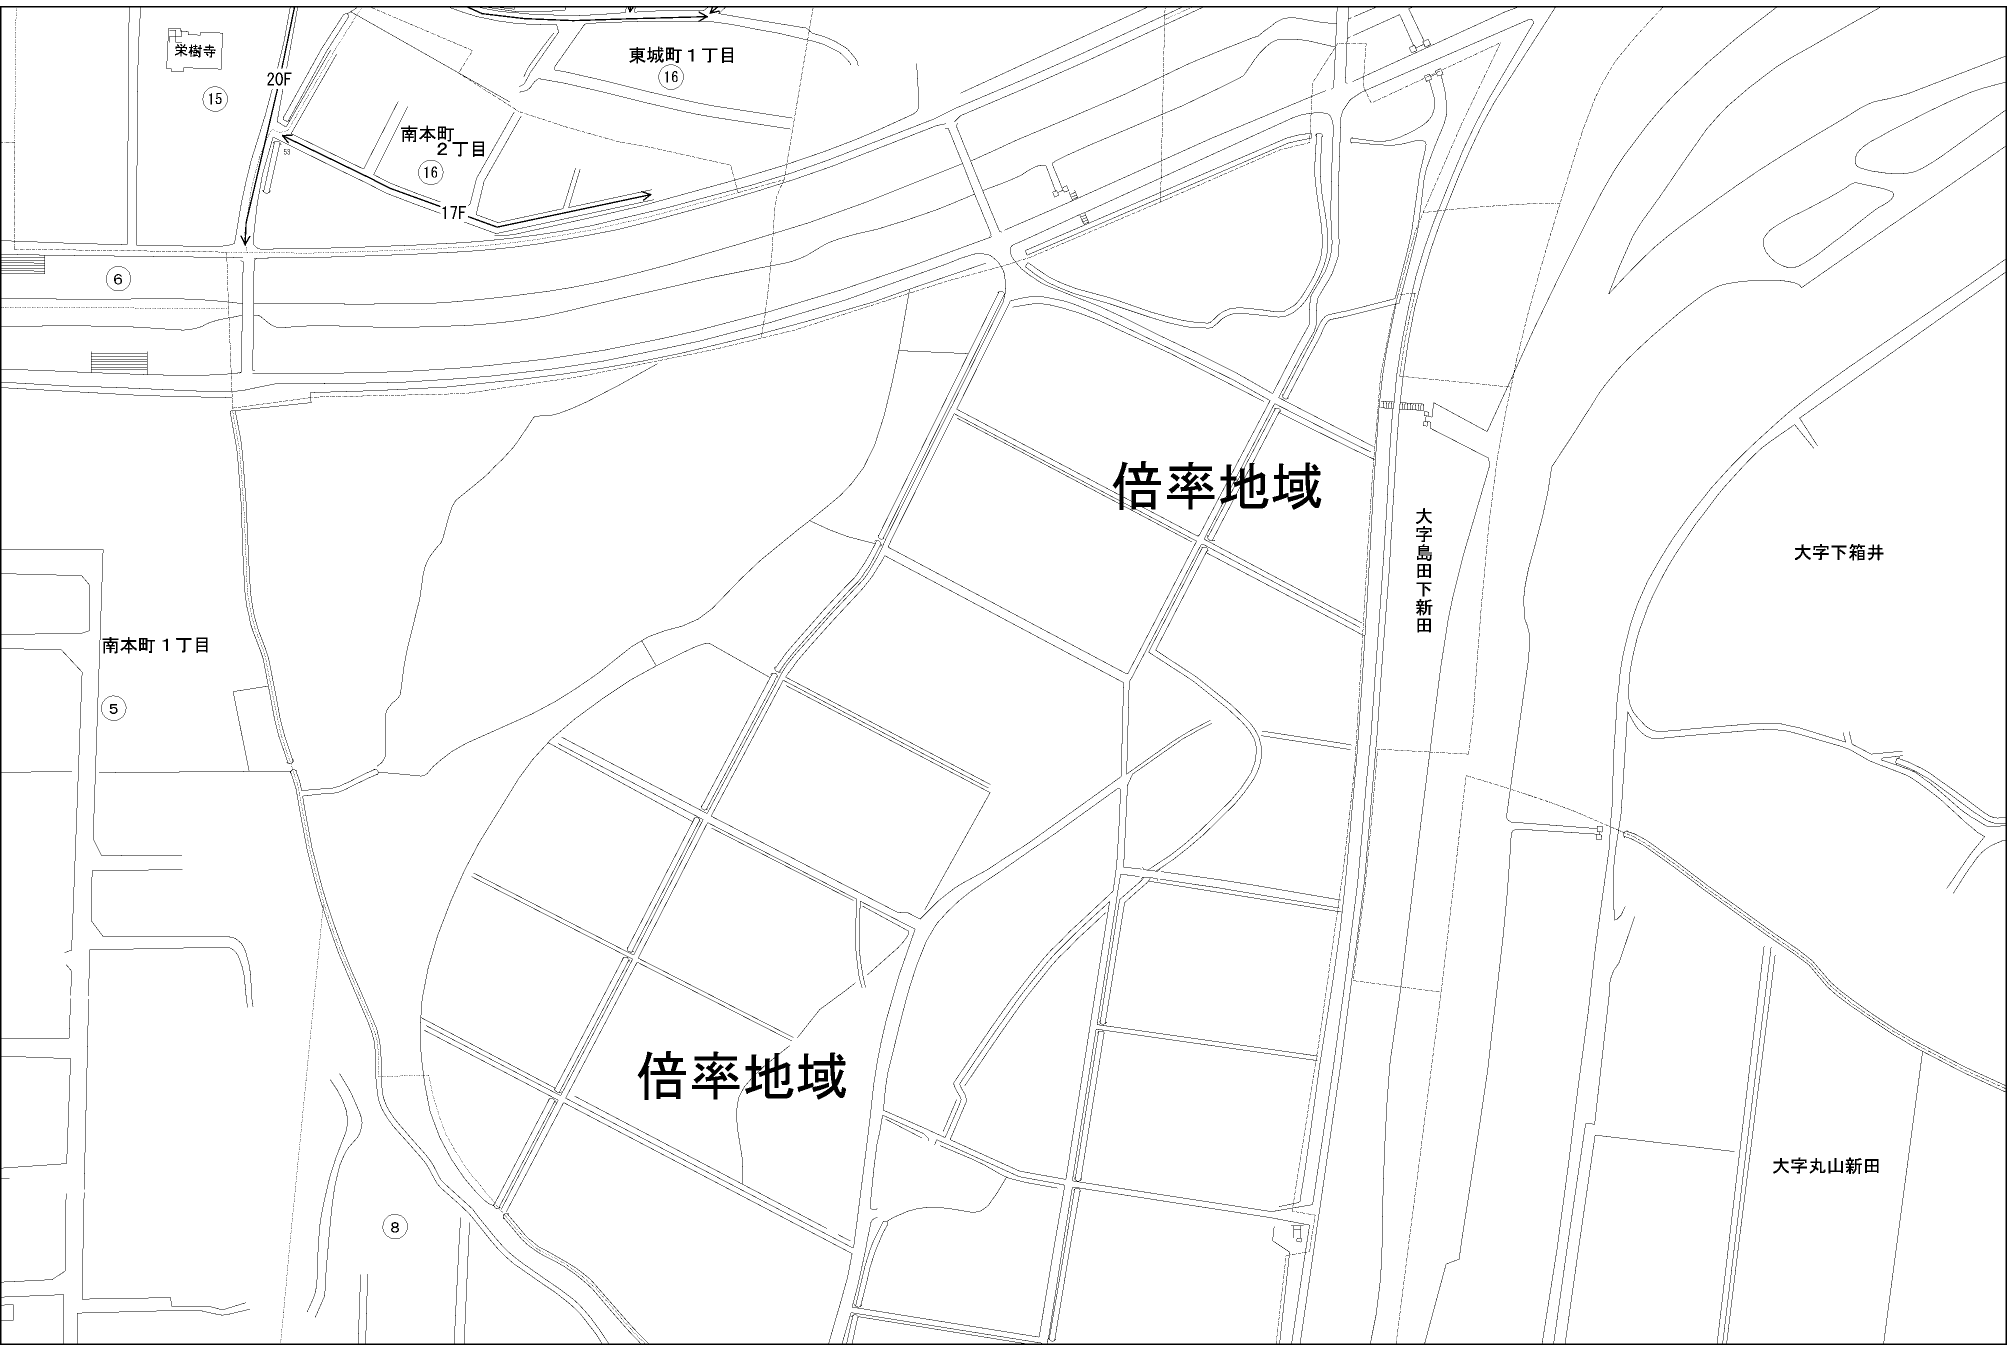 栄樹寺
東城町1丁目
16
20F
15
南本町
2丁目
53
16
17F
6
倍率地域
大字島田下新田
大字下箱井
南本町1丁目
5
倍率地域
大字丸山新田
8